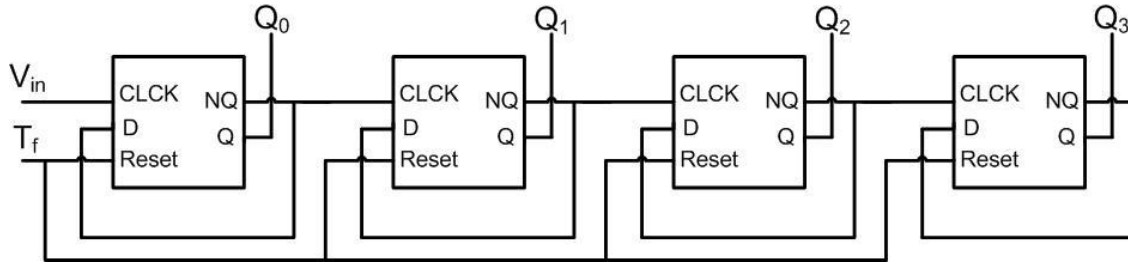 Q0 Q1 Q2 Q3
Vin CLCK NQ CLCK NQ CLCK NQ CLCK NQ
D Q D Q D Q D Q
Tf Reset Reset Reset Reset